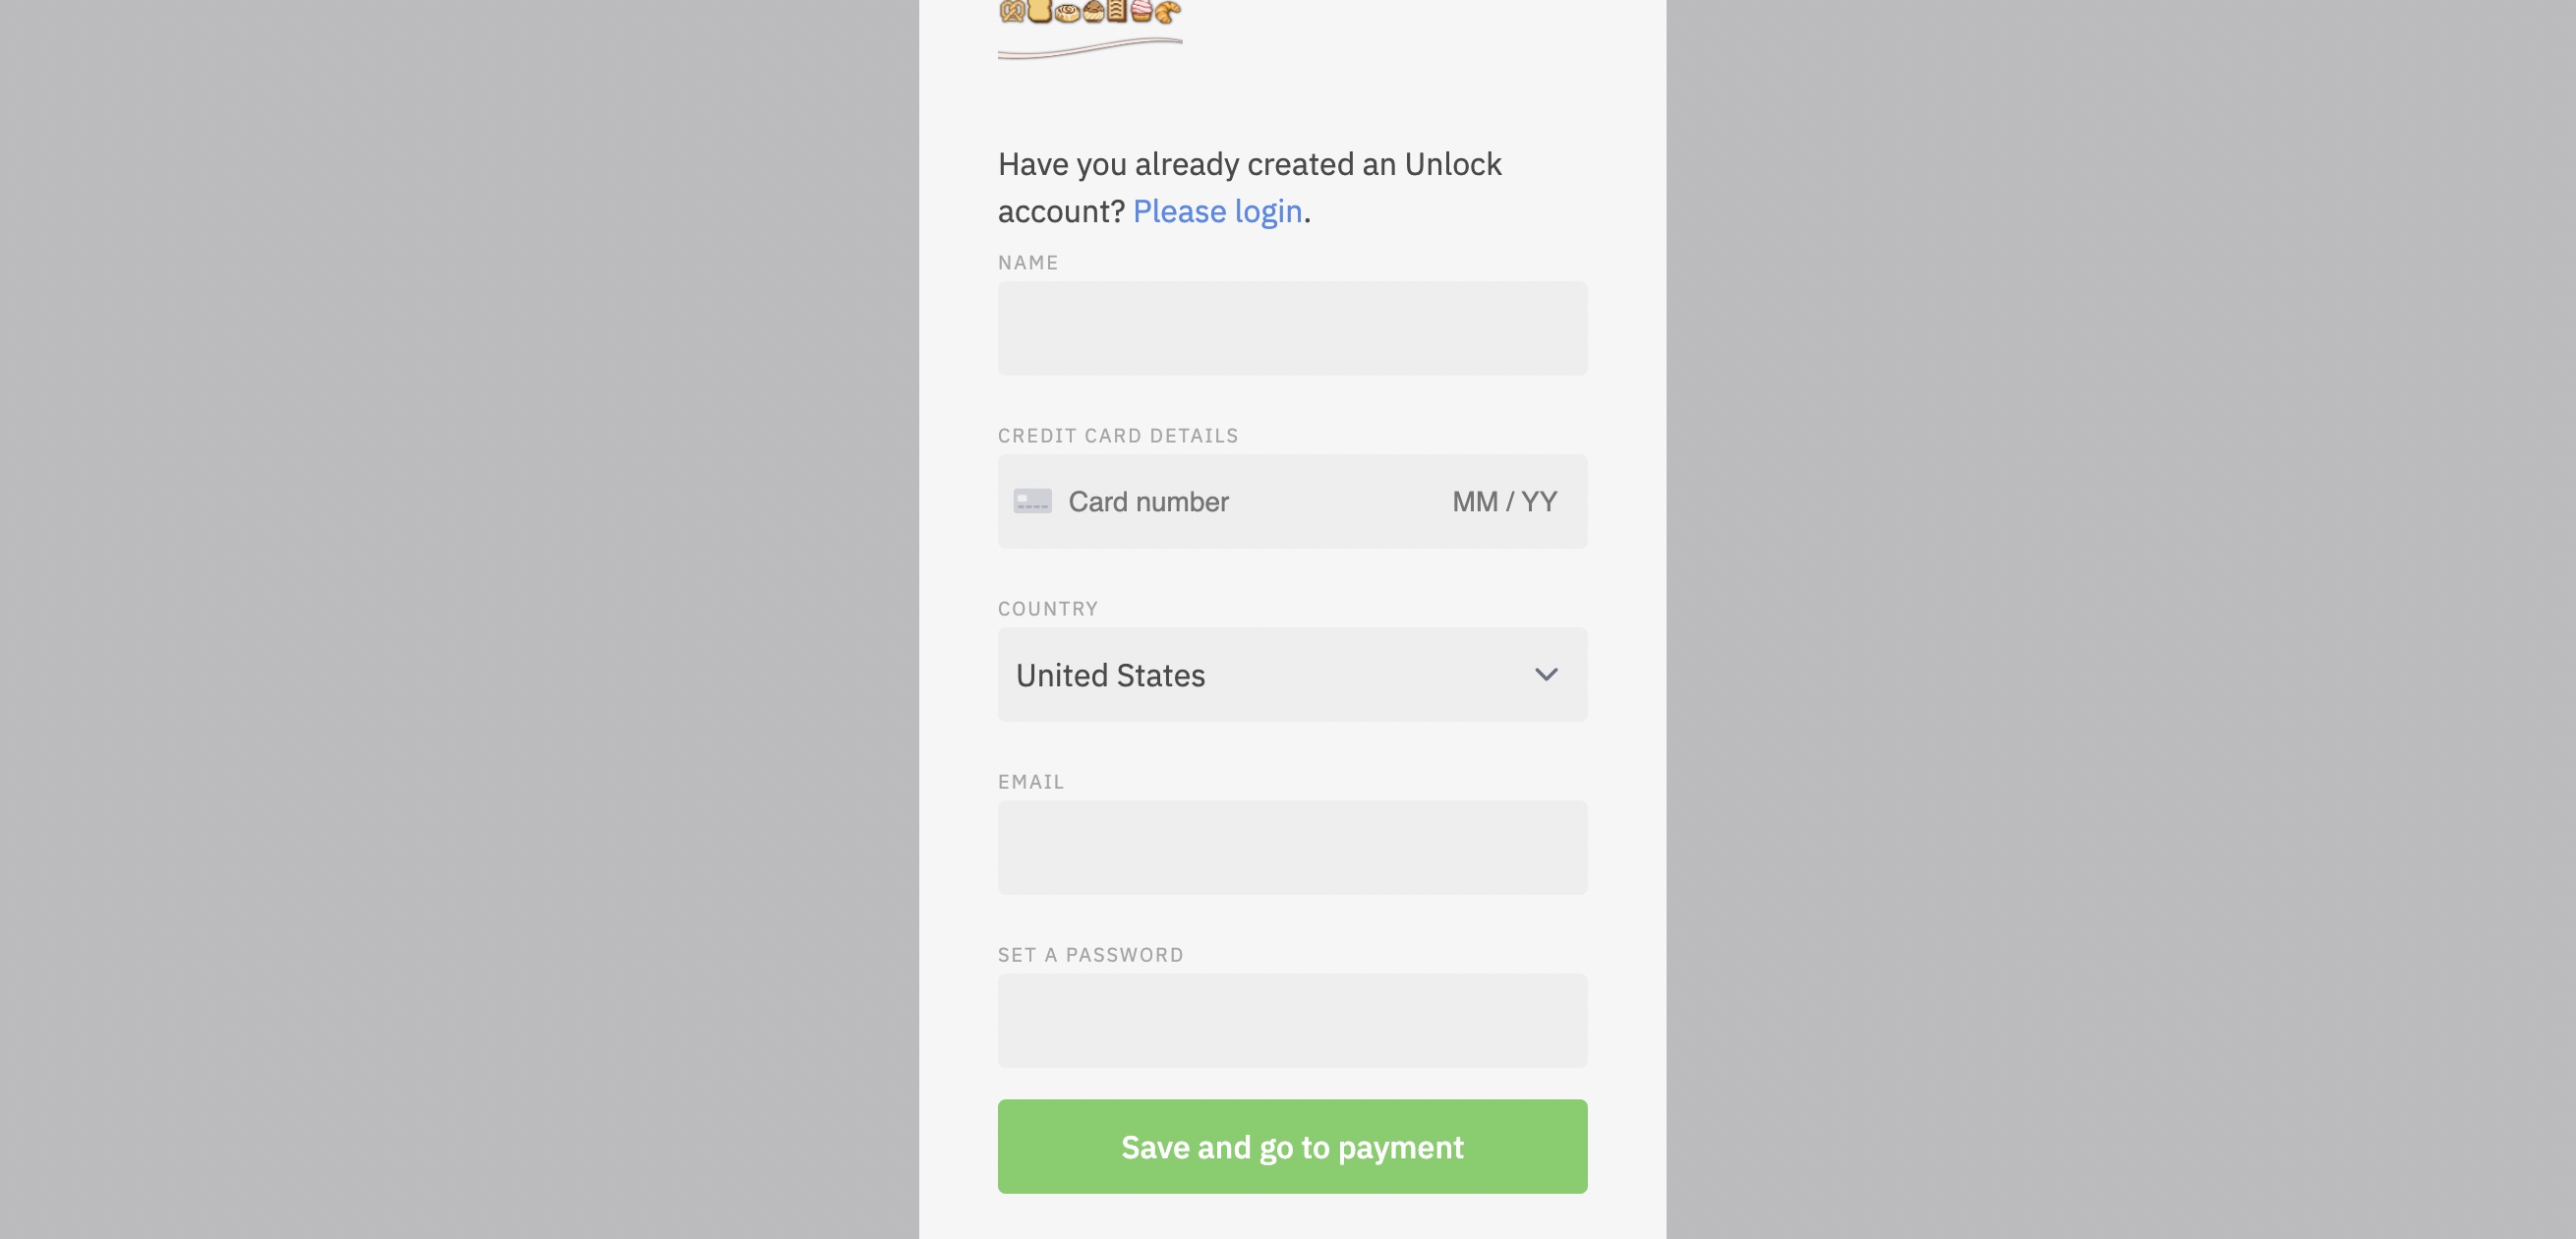 Have you already created an Unlock
account? Please login.
NAME
CREDIT CARD DETAILS
Card number MM / YY
COUNTRY
United States
EMAIL
SET A PASSWORD
Save and go to payment